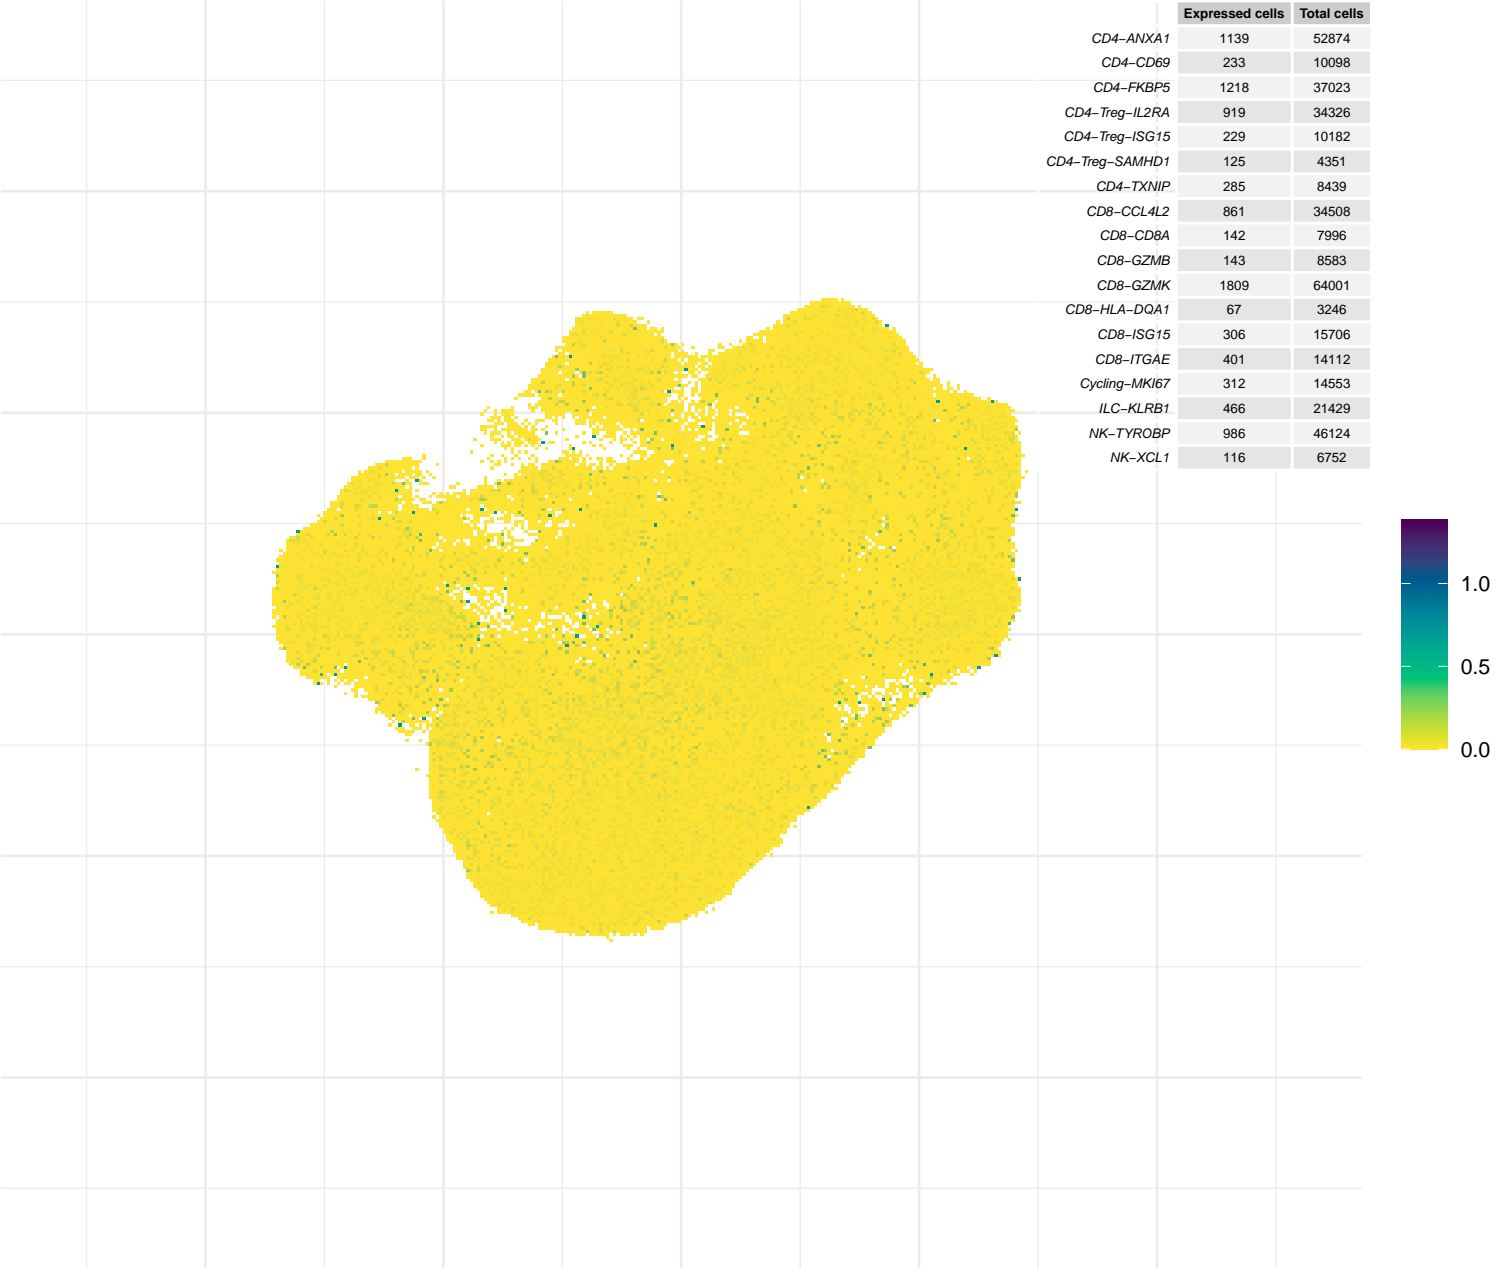 Expressed cells Total cells
CD4−ANXA1 1139 52874
CD4−CD69 233 10098
CD4−FKBP5 1218 37023
CD4−Treg−IL2RA 919 34326
CD4−Treg−ISG15 229 10182
CD4−Treg−SAMHD1 125 4351
CD4−TXNIP 285 8439
CD8−CCL4L2 861 34508
CD8−CD8A 142 7996
CD8−GZMB 143 8583
CD8−GZMK 1809 64001
CD8−HLA−DQA1 67 3246
CD8−ISG15 306 15706
CD8−ITGAE 401 14112
Cycling−MKI67 312 14553
ILC−KLRB1 466 21429
NK−TYROBP 986 46124
NK−XCL1 116 6752
1.0
0.5
0.0